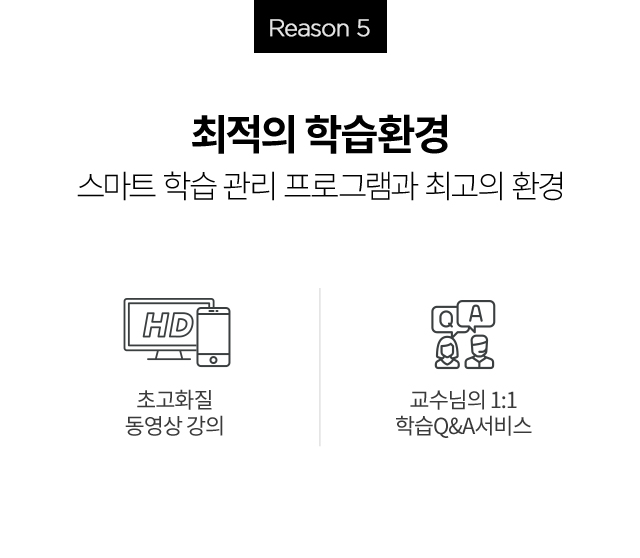 Reason 5
최적의 학습환경
스마트 학습 관리 프로그램과 최고의 환경
HD
Q A
초고화질
동영상 강의
교수님의 1:1
학습Q&A서비스